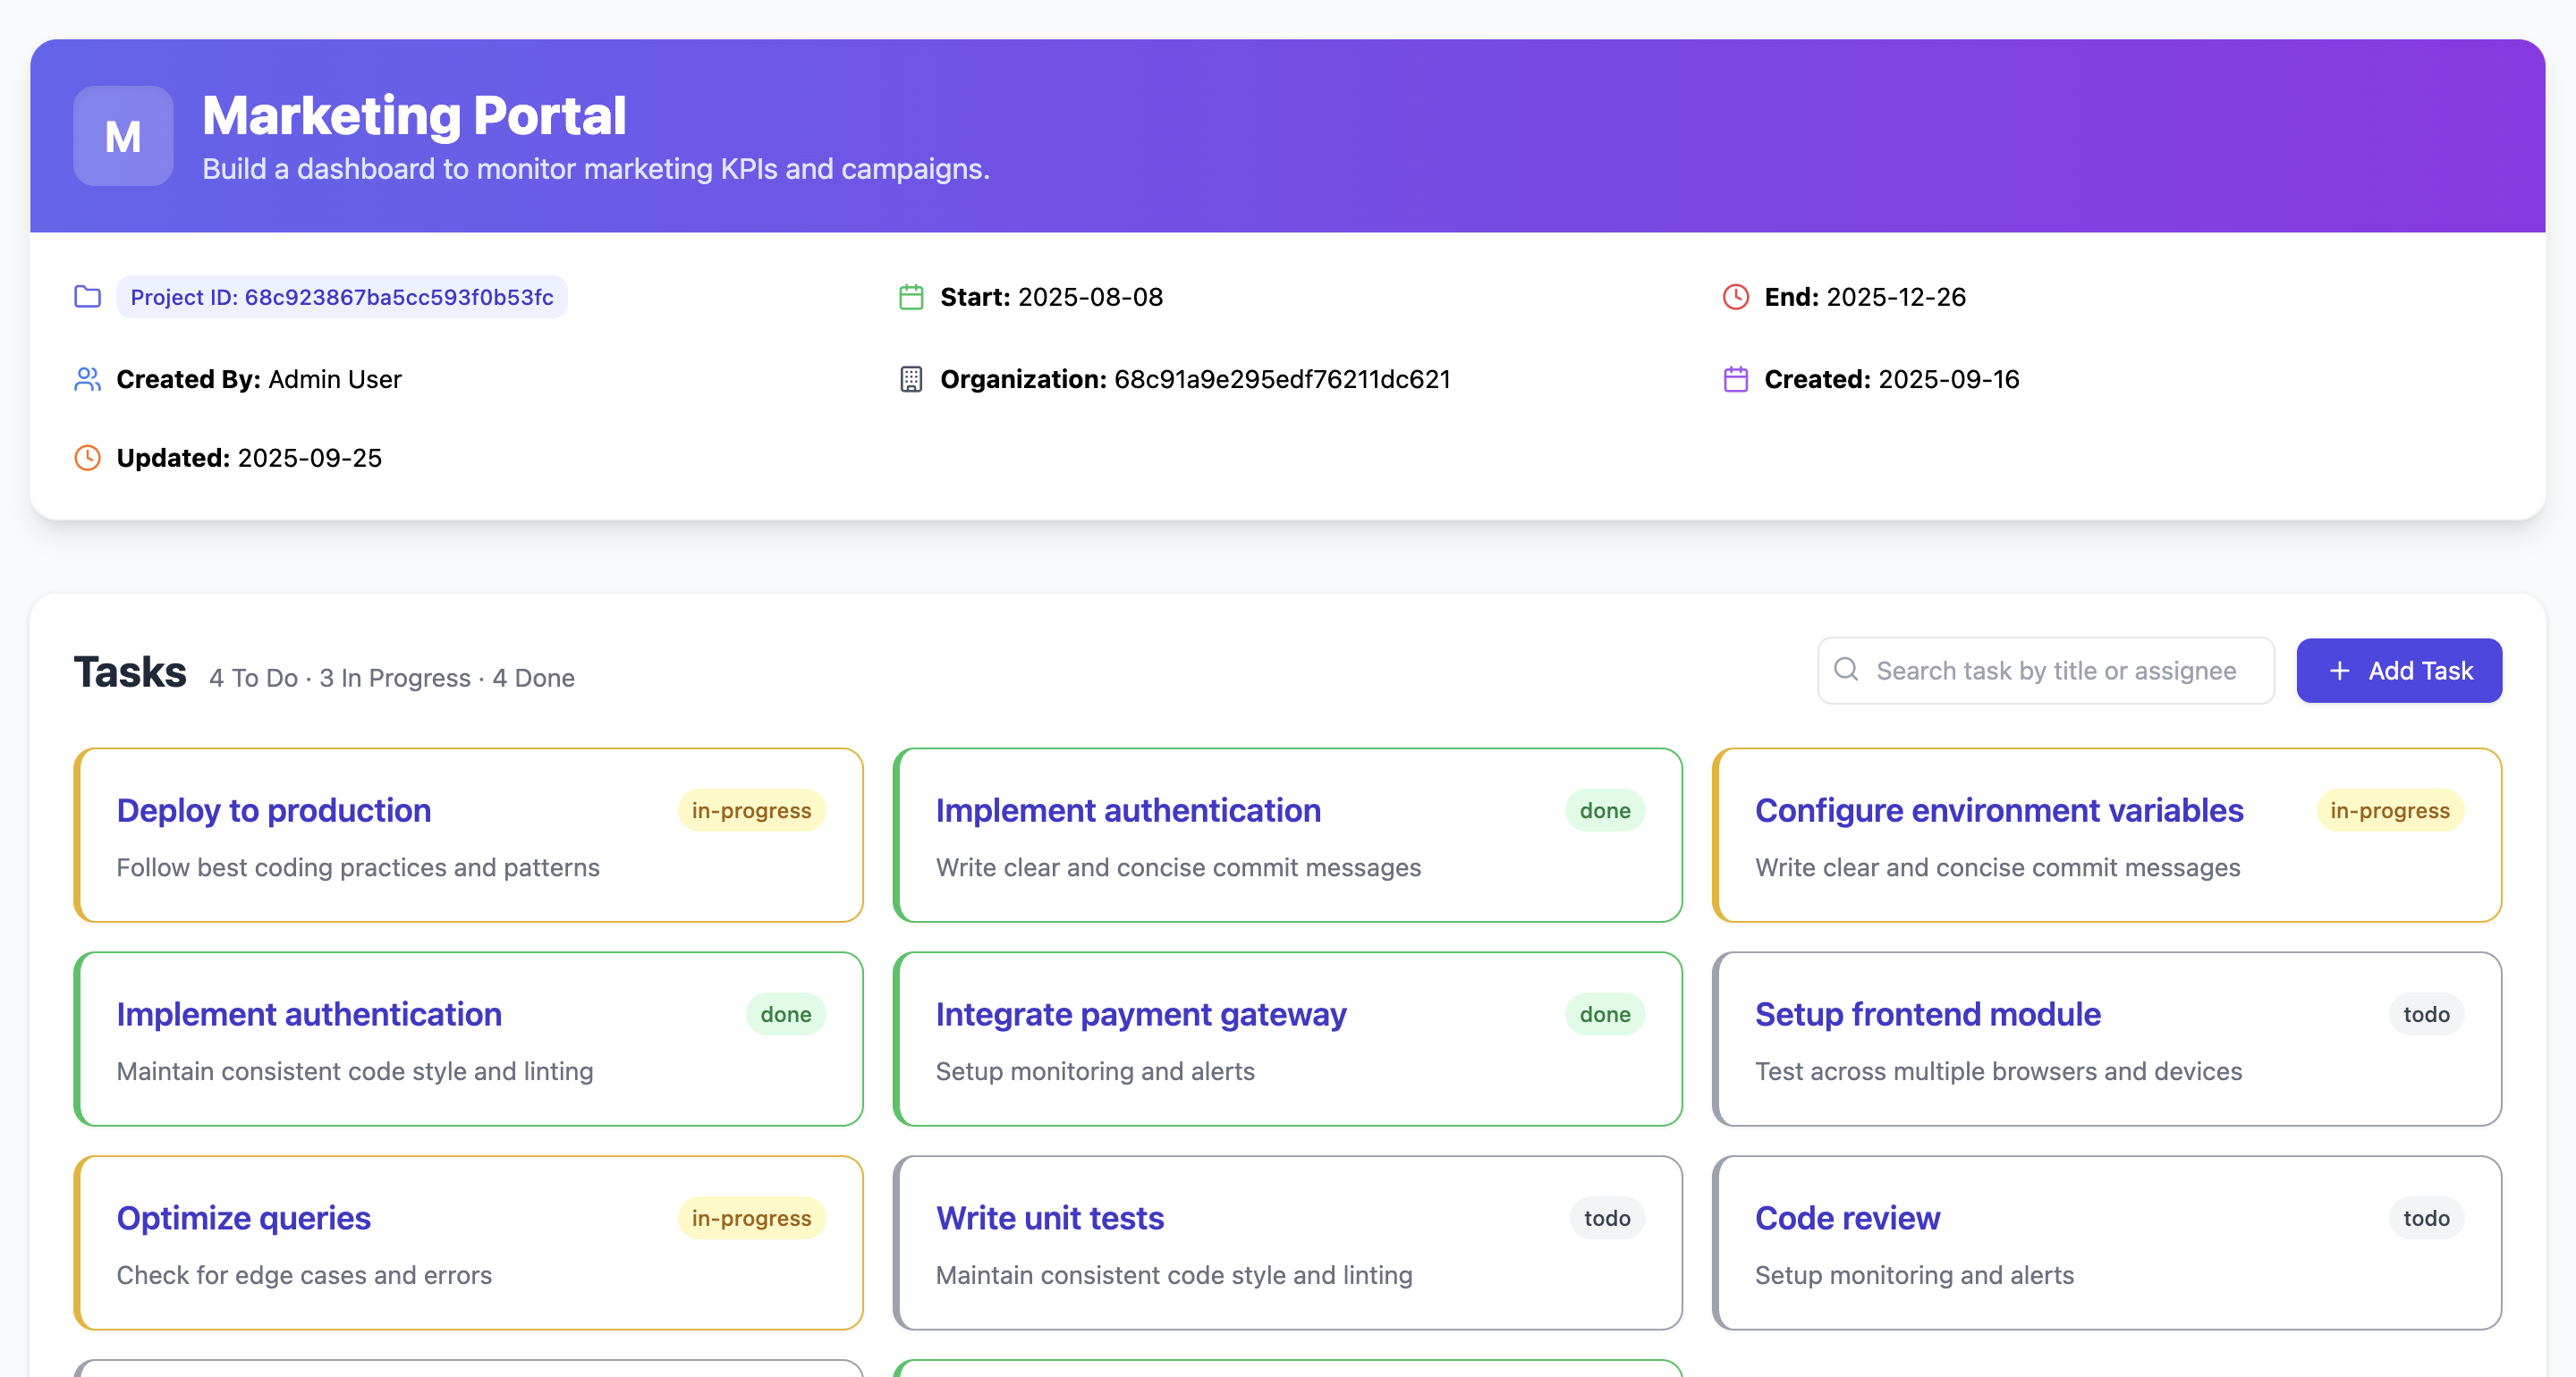 M
Marketing Portal
Build a dashboard to monitor marketing KPIs and campaigns.
Project ID: 68c923867ba5cc593f0b53fc
Start: 2025-08-08
End: 2025-12-26
Created By: Admin User
Organization: 68c91a9e295edf76211dc621
Created: 2025-09-16
Updated: 2025-09-25
Tasks
4 To Do · 3 In Progress · 4 Done
Search task by title or assignee
+ Add Task
Deploy to production
in-progress
Follow best coding practices and patterns
Implement authentication
done
Write clear and concise commit messages
Configure environment variables
in-progress
Write clear and concise commit messages
Implement authentication
done
Maintain consistent code style and linting
Integrate payment gateway
done
Setup monitoring and alerts
Setup frontend module
todo
Test across multiple browsers and devices
Optimize queries
in-progress
Check for edge cases and errors
Write unit tests
todo
Maintain consistent code style and linting
Code review
todo
Setup monitoring and alerts